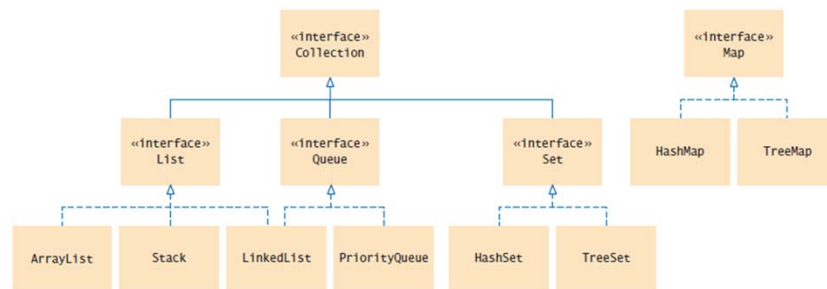 «interface»
Collection
«interface»
Map
«interface»
List
«interface»
Queue
«interface»
Set
HashMap
TreeMap
ArrayList
Stack
LinkedList
PriorityQueue
HashSet
TreeSet